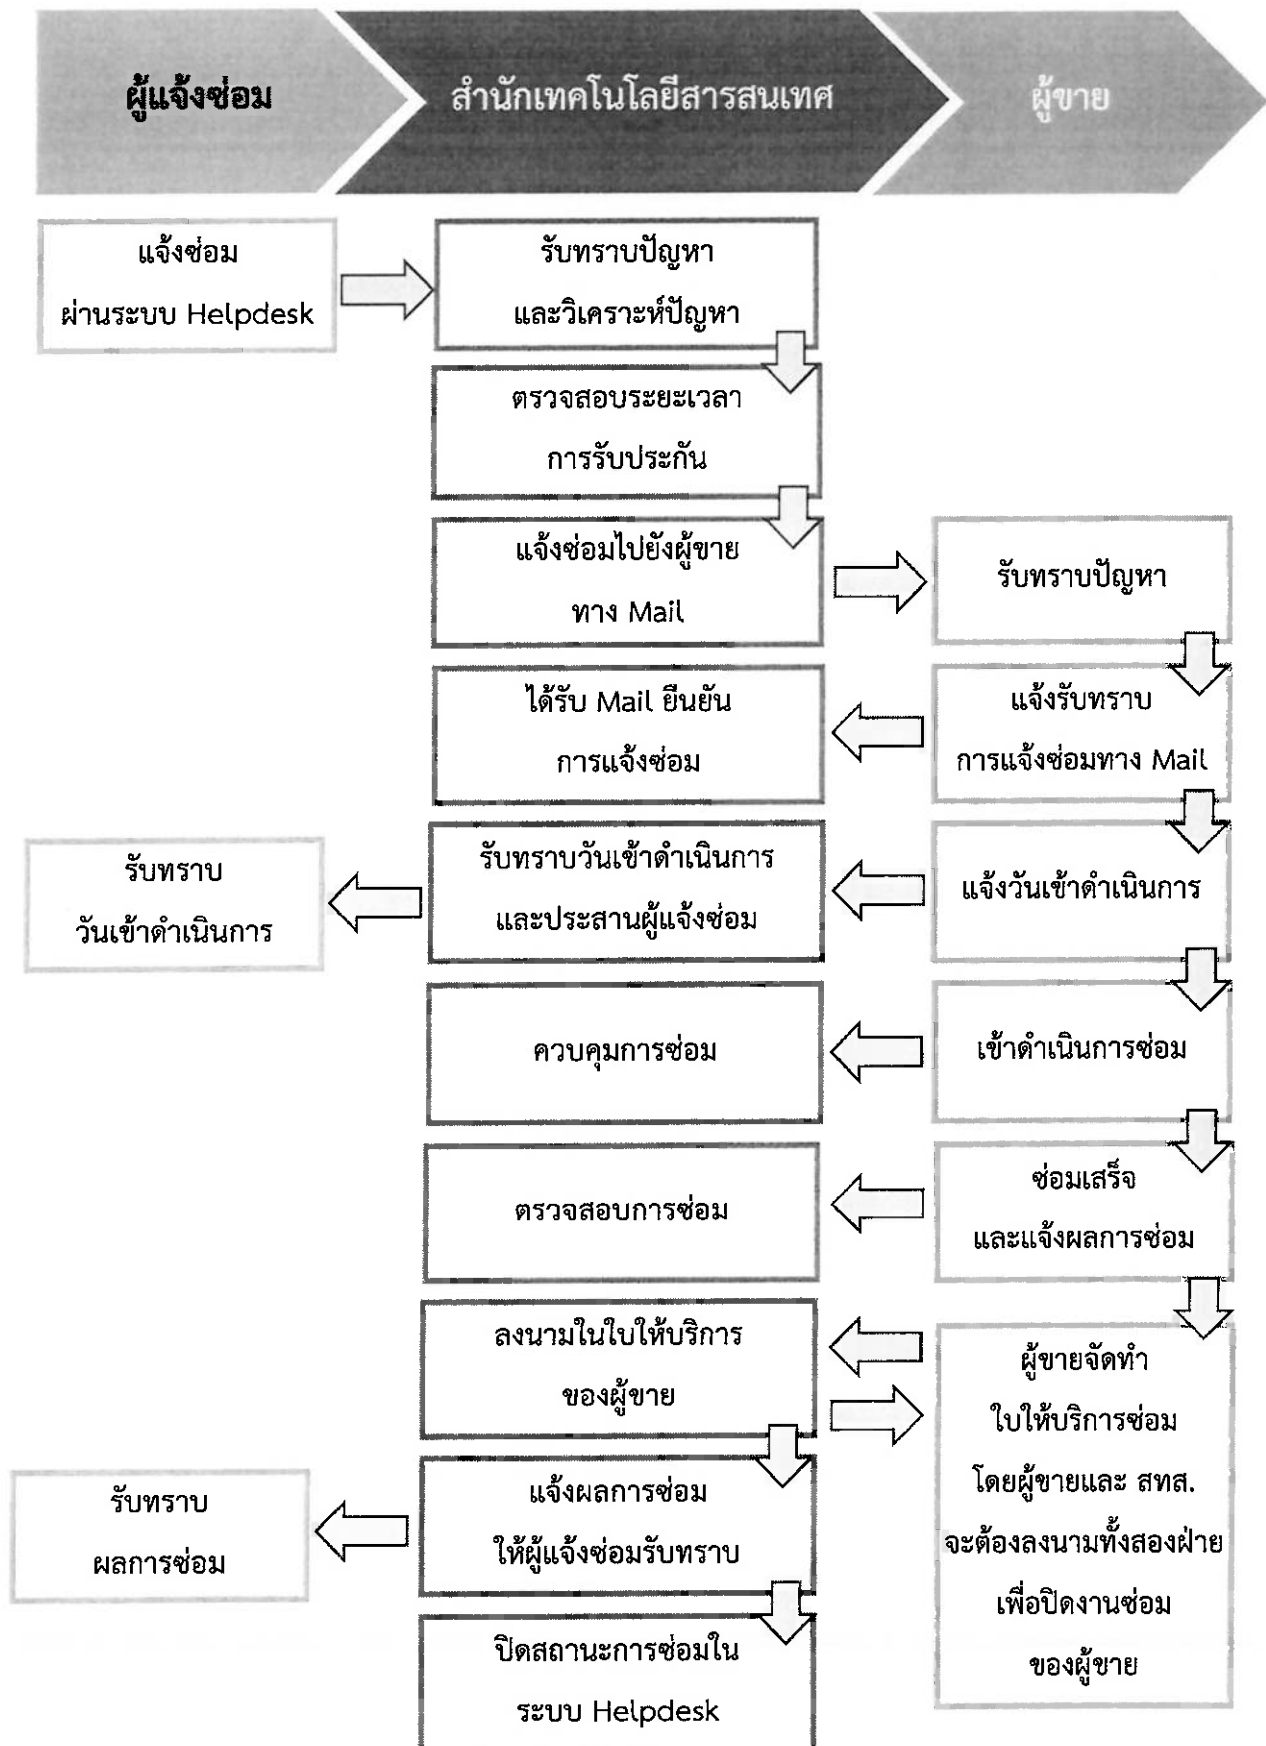 ผู้แจ้งซ่อม
สำนักเทคโนโลยีสารสนเทศ
ผู้ขาย
แจ้งซ่อม
ผ่านระบบ Helpdesk
รับทราบปัญหา
และวิเคราะห์ปัญหา
ตรวจสอบระยะเวลา
การรับประกัน
แจ้งซ่อมไปยังผู้ขาย
ทาง Mail
รับทราบปัญหา
ได้รับ Mail ยืนยัน
การแจ้งซ่อม
แจ้งรับทราบ
การแจ้งซ่อมทาง Mail
รับทราบ
วันเข้าดำเนินการ
รับทราบวันเข้าดำเนินการ
และประสานผู้แจ้งซ่อม
แจ้งวันเข้าดำเนินการ
ควบคุมการซ่อม
เข้าดำเนินการซ่อม
ตรวจสอบการซ่อม
ซ่อมเสร็จ
และแจ้งผลการซ่อม
ลงนามในใบให้บริการ
ของผู้ขาย
ผู้ขายจัดทำ
ใบให้บริการซ่อม
โดยผู้ขายและ สทส.
จะต้องลงนามทั้งสองฝ่าย
เพื่อปิดงานซ่อม
ของผู้ขาย
รับทราบ
ผลการซ่อม
แจ้งผลการซ่อม
ให้ผู้แจ้งซ่อมรับทราบ
ปิดสถานะการซ่อมใน
ระบบ Helpdesk